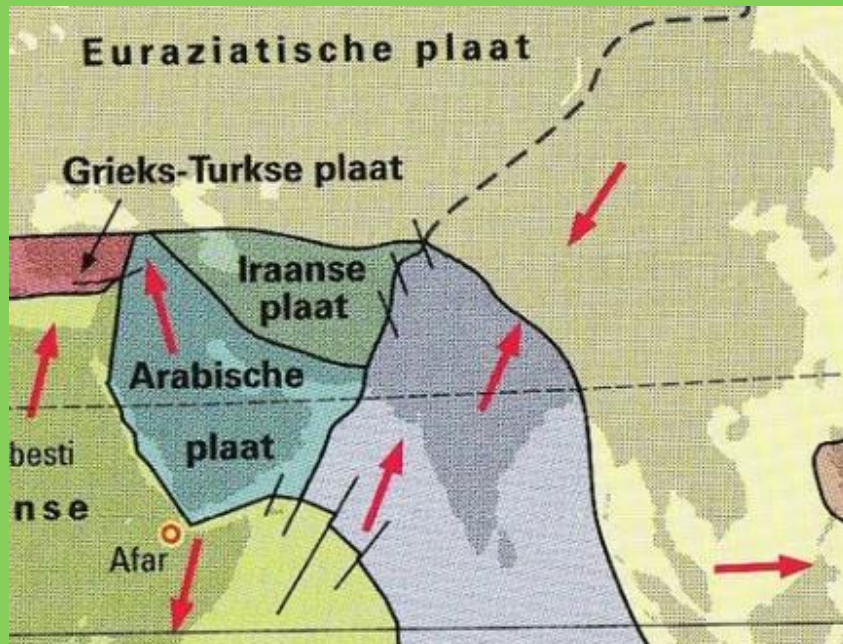 Euraziatische plaat
Grieks-Turkse plaat
Iraanse
plaat
Arabische
plaat
besti
nse
Afar